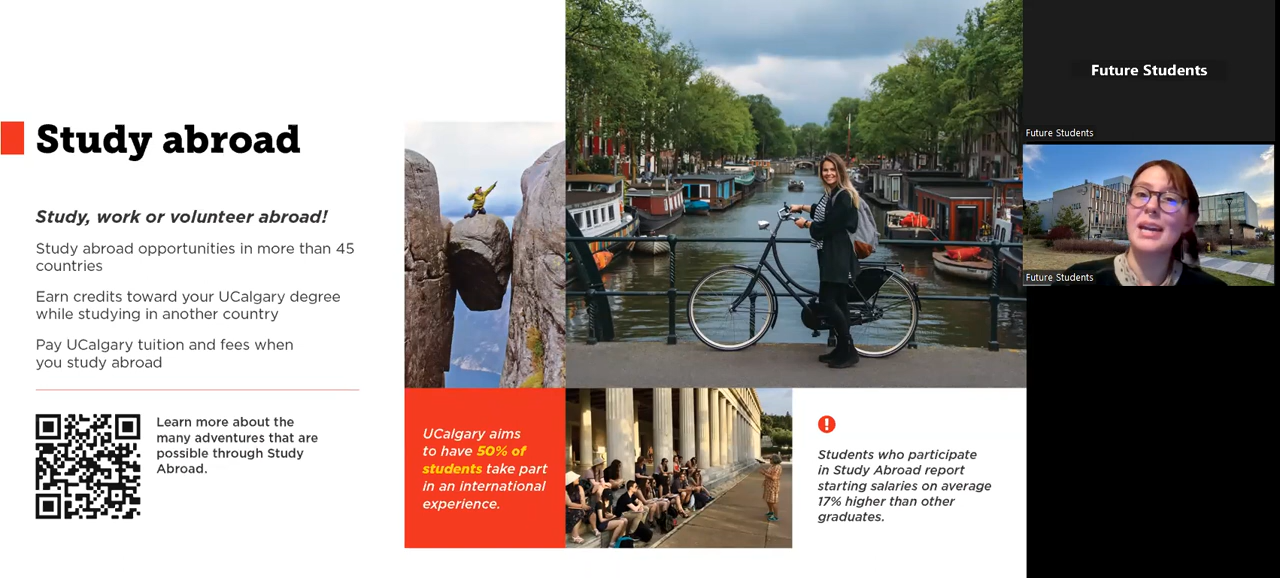 Study abroad
Study, work or volunteer abroad!
Study abroad opportunities in more than 45
countries
Earn credits toward your UCalgary degree
while studying in another country
Pay UCalgary tuition and fees when
you study abroad
Learn more about the
many adventures that are
possible through Study
Abroad.
UCalgary aims
to have 50% of
students take part
in an international
experience.
Students who participate
in Study Abroad report
starting salaries on average
17% higher than other
graduates.
Future Students
Future Students
Future Students